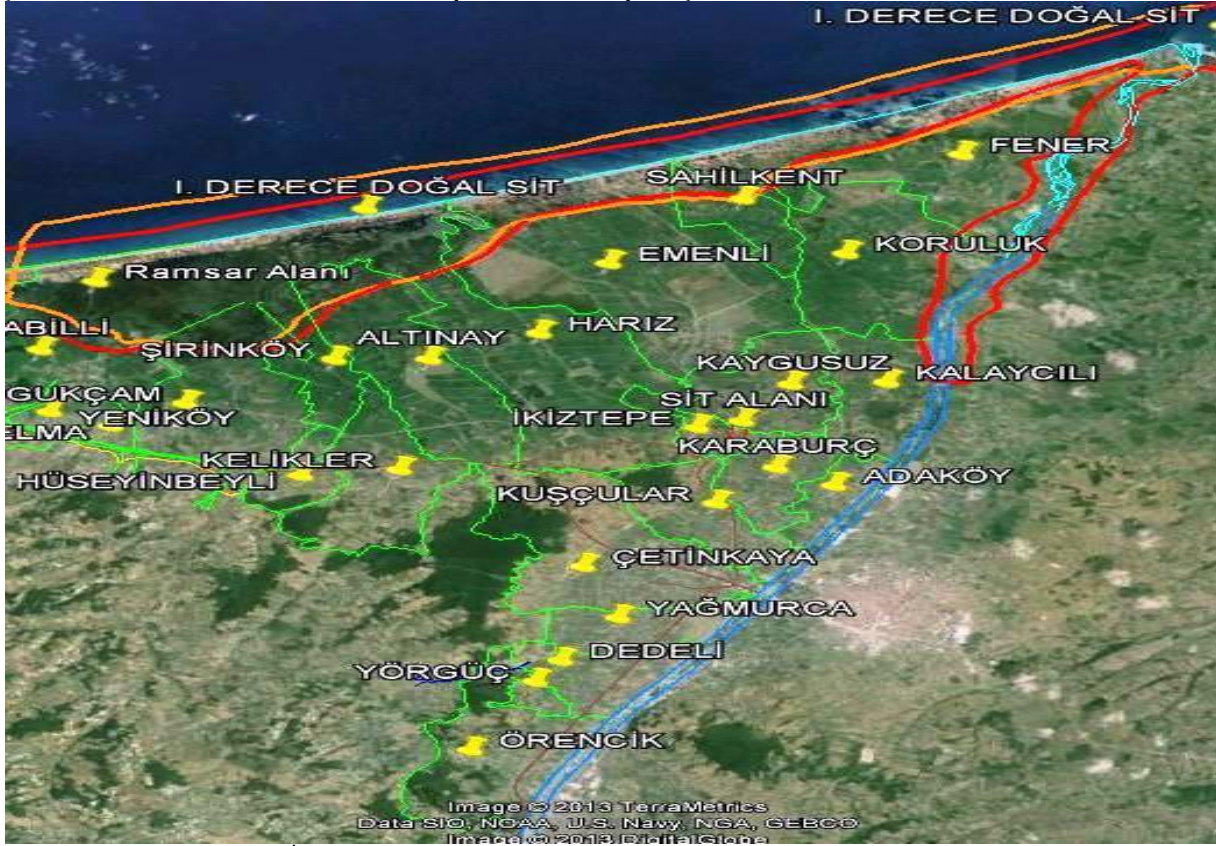 I. DERECE DOĞAL SİT
FENER
SAHİLKENT
I. DERECE DOĞAL SİT
KORULUK
EMENLİ
Ramsar Alanı
HARIZ
ABİLLİ
ŞİRİNKÖY
ALTINAY
KAYGUSUZ
KALAYCILI
GUKÇAM
SİT ALANI
YENİKÖY
İKİZTEPE
ELMA
KARABURÇ
KELİKLER
HÜSEYİNBEYLİ
ADAKÖY
KUŞÇULAR
ÇETİNKAYA
YAĞMURCA
DEDELİ
YÖRGÜÇ
ÖRENCİK
Image © 2013 TerraMetrics
Data SIO, NOAA, U.S. Navy, NGA, GEBCO
Image © 2013 DigitalGlobe